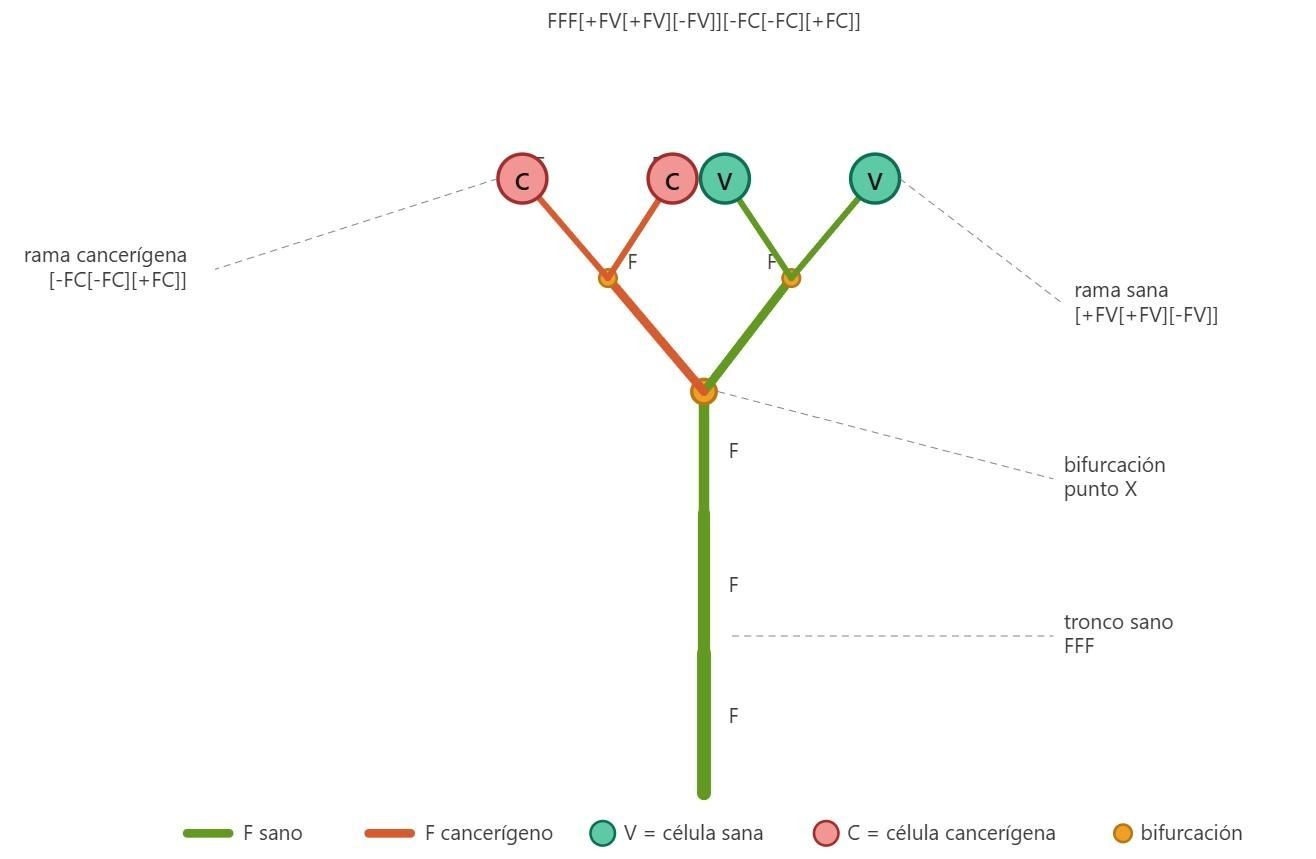 FFF[+FV[+FV][-FV]][-FC[-FC][+FC]]
C
C
V
V
rama cancerígena
[-FC[-FC][+FC]]
F
F
rama sana
[+FV[+FV][-FV]]
F
bifurcación
punto X
F
tronco sano
FFF
F
F sano
F cancerígeno
V = célula sana
C = célula cancerígena
bifurcación